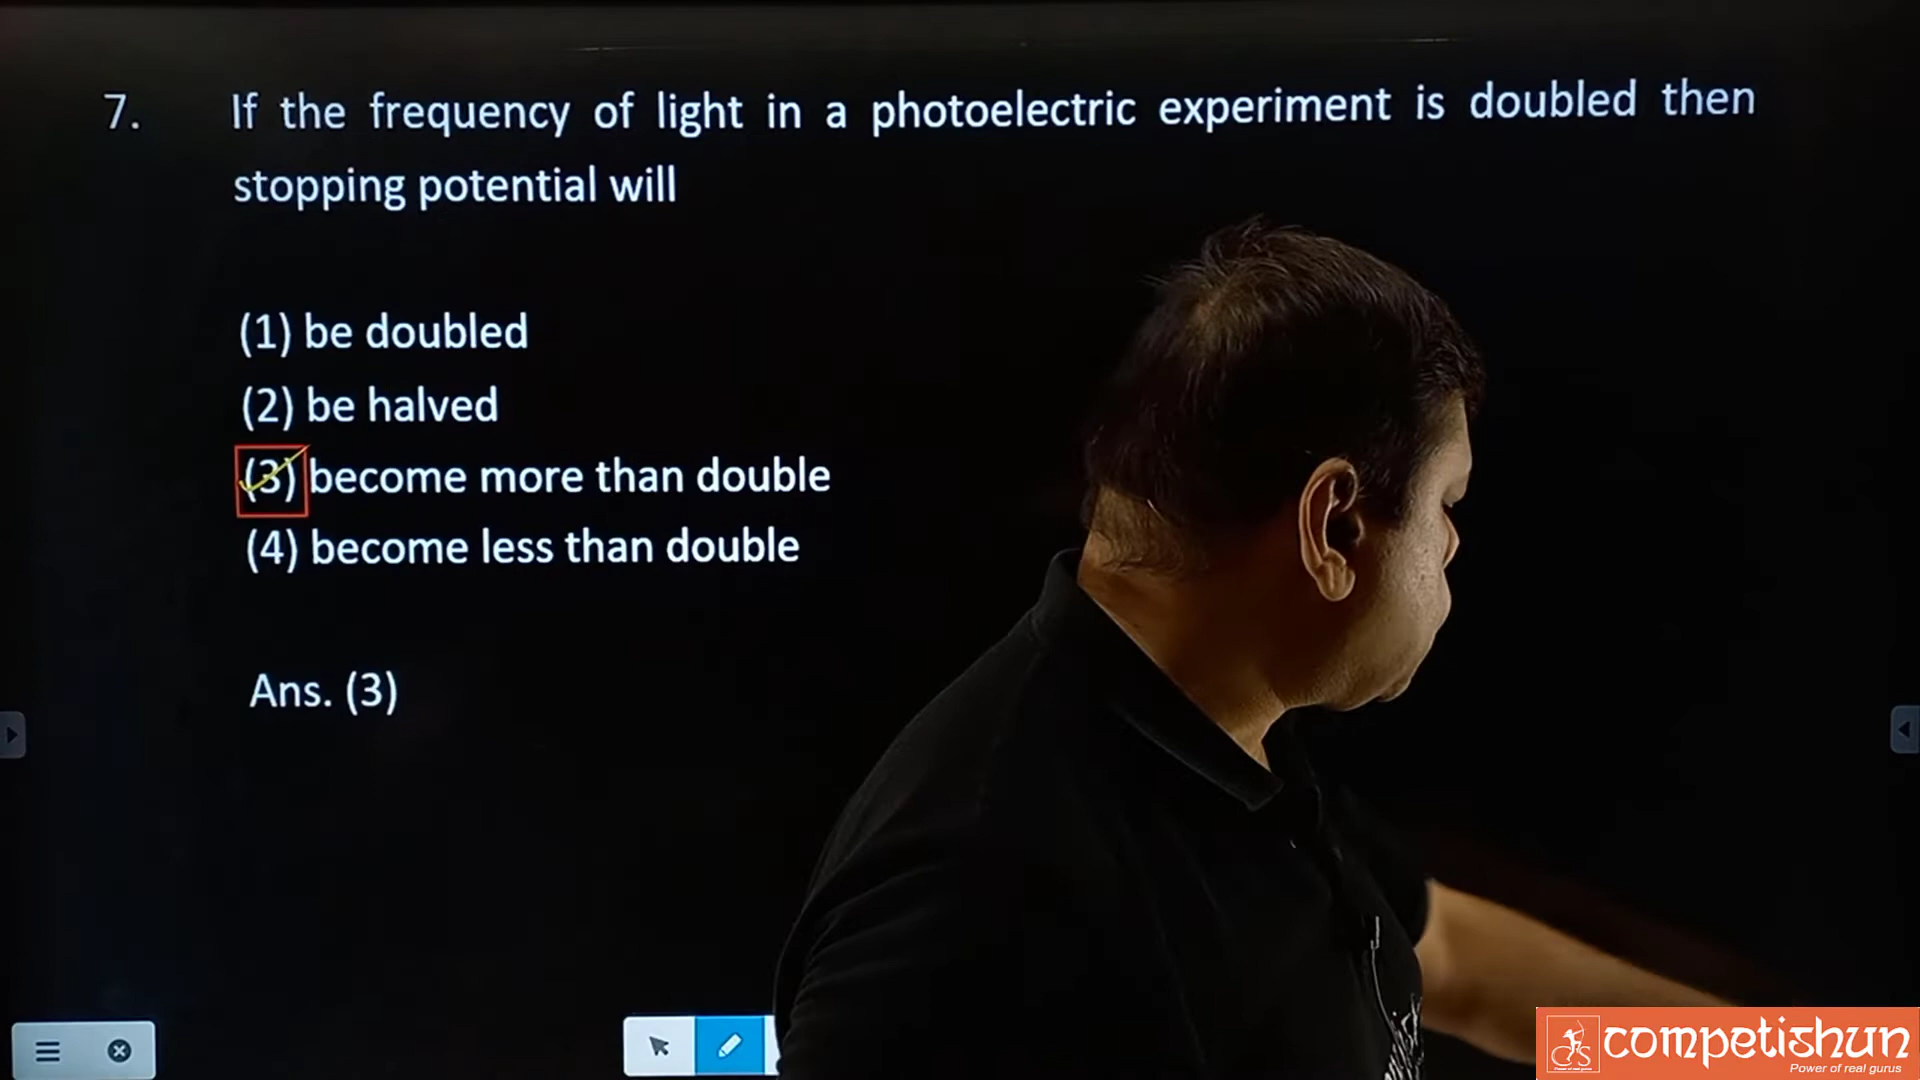 7. If the frequency of light in a photoelectric experiment is doubled then
stopping potential will
(1) be doubled
(2) be halved
(3) become more than double
(4) become less than double
Ans. (3)
competishun
Power of real gurus